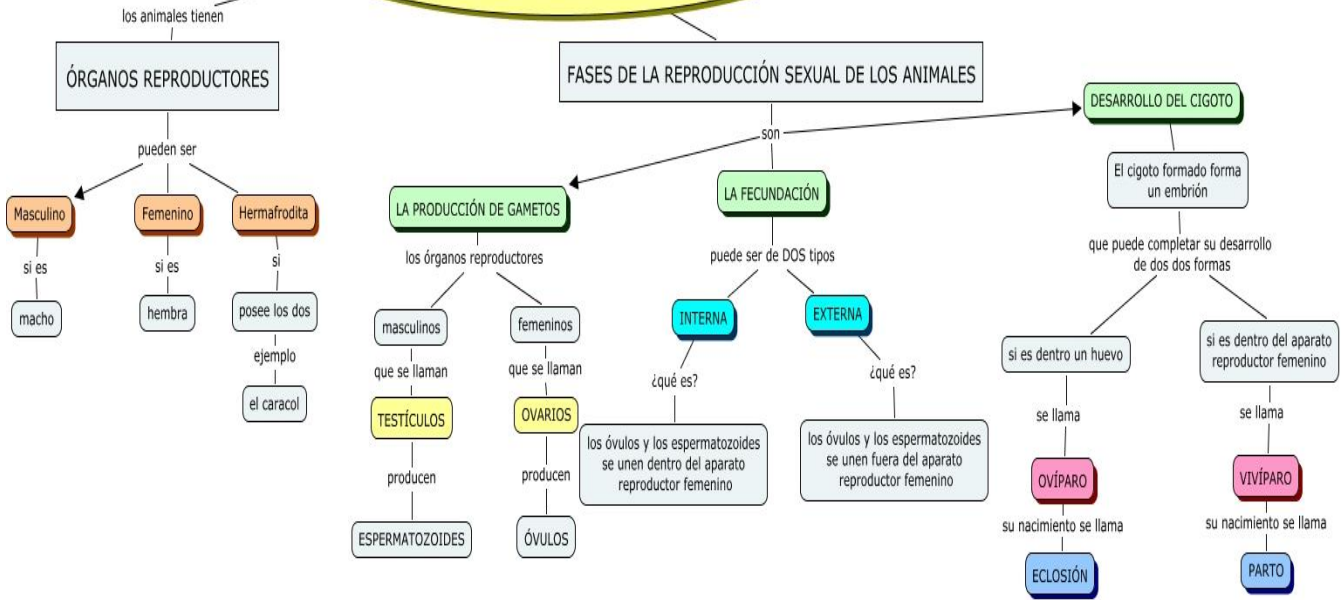 los animales tienen
ÓRGANOS REPRODUCTORES
pueden ser
Masculino
si es
macho
Femenino
si es
hembra
Hermafrodita
si
posee los dos
ejemplo
el caracol
FASES DE LA REPRODUCCIÓN SEXUAL DE LOS ANIMALES
son
LA PRODUCCIÓN DE GAMETOS
los órganos reproductores
masculinos
que se llaman
TESTÍCULOS
producen
ESPERMATOZOIDES
femeninos
que se llaman
OVARIOS
producen
ÓVULOS
LA FECUNDACIÓN
puede ser de DOS tipos
INTERNA
¿qué es?
los óvulos y los espermatozoides
se unen dentro del aparato
reproductor femenino
EXTERNA
¿qué es?
los óvulos y los espermatozoides
se unen fuera del aparato
reproductor femenino
DESARROLLO DEL CIGOTO
El cigoto formado forma
un embrión
que puede completar su desarrollo
de dos dos formas
si es dentro un huevo
se llama
OVÍPARO
su nacimiento se llama
ECLOSIÓN
si es dentro del aparato
reproductor femenino
se llama
VIVÍPARO
su nacimiento se llama
PARTO